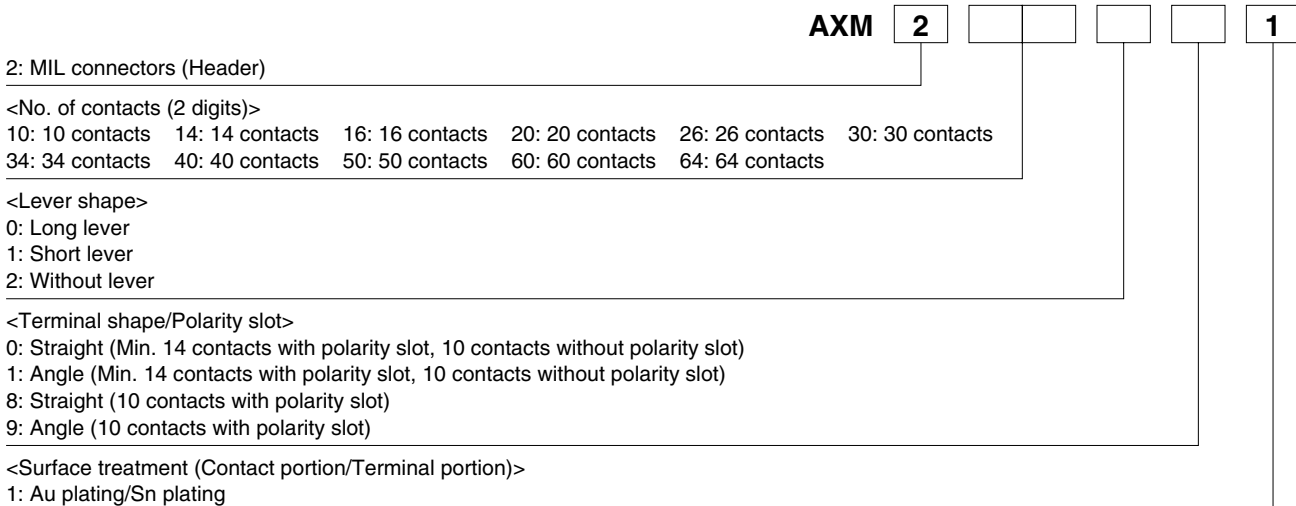 AXM 2 1
2: MIL connectors (Header)
<No. of contacts (2 digits)>
10: 10 contacts 14: 14 contacts 16: 16 contacts 20: 20 contacts 26: 26 contacts 30: 30 contacts
34: 34 contacts 40: 40 contacts 50: 50 contacts 60: 60 contacts 64: 64 contacts
<Lever shape>
0: Long lever
1: Short lever
2: Without lever
<Terminal shape/Polarity slot>
0: Straight (Min. 14 contacts with polarity slot, 10 contacts without polarity slot)
1: Angle (Min. 14 contacts with polarity slot, 10 contacts without polarity slot)
8: Straight (10 contacts with polarity slot)
9: Angle (10 contacts with polarity slot)
<Surface treatment (Contact portion/Terminal portion)>
1: Au plating/Sn plating